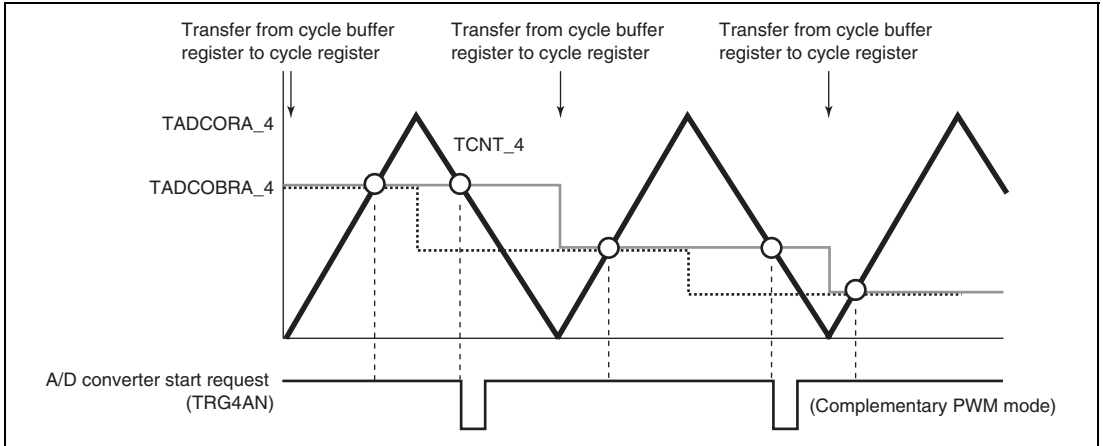 Transfer from cycle buffer
register to cycle register
Transfer from cycle buffer
register to cycle register
Transfer from cycle buffer
register to cycle register
TADCORA_4
TCNT_4
TADCOBRA_4
A/D converter start request
(TRG4AN)
(Complementary PWM mode)